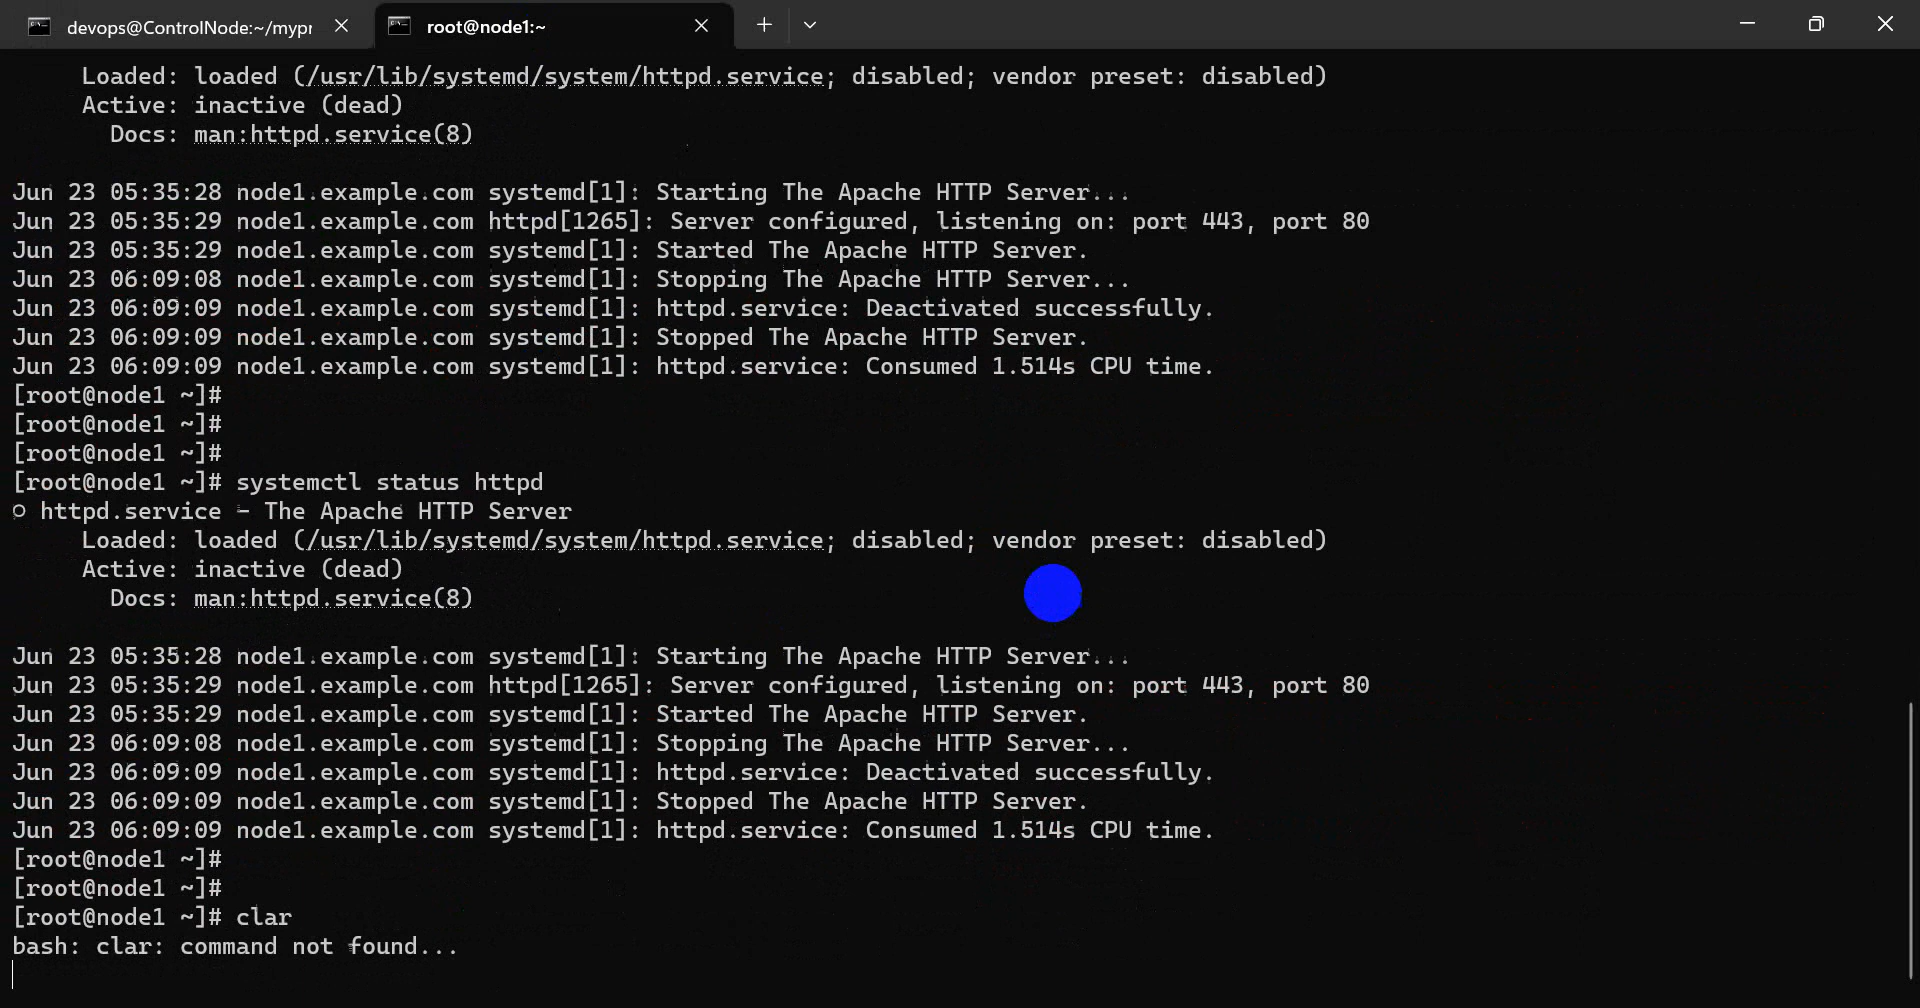 devops@ControlNode:~/mypr
root@node1:~
Loaded: loaded (/usr/lib/systemd/system/httpd.service; disabled; vendor preset: disabled)
Active: inactive (dead)
Docs: man:httpd.service(8)
Jun 23 05:35:28 node1.example.com systemd[1]: Starting The Apache HTTP Server...
Jun 23 05:35:29 node1.example.com httpd[1265]: Server configured, listening on: port 443, port 80
Jun 23 05:35:29 node1.example.com systemd[1]: Started The Apache HTTP Server.
Jun 23 06:09:08 node1.example.com systemd[1]: Stopping The Apache HTTP Server...
Jun 23 06:09:09 node1.example.com systemd[1]: httpd.service: Deactivated successfully.
Jun 23 06:09:09 node1.example.com systemd[1]: Stopped The Apache HTTP Server.
Jun 23 06:09:09 node1.example.com systemd[1]: httpd.service: Consumed 1.514s CPU time.
[root@node1 ~]#
[root@node1 ~]#
[root@node1 ~]#
[root@node1 ~]# systemctl status httpd
○ httpd.service - The Apache HTTP Server
Loaded: loaded (/usr/lib/systemd/system/httpd.service; disabled; vendor preset: disabled)
Active: inactive (dead)
Docs: man:httpd.service(8)
Jun 23 05:35:28 node1.example.com systemd[1]: Starting The Apache HTTP Server...
Jun 23 05:35:29 node1.example.com httpd[1265]: Server configured, listening on: port 443, port 80
Jun 23 05:35:29 node1.example.com systemd[1]: Started The Apache HTTP Server.
Jun 23 06:09:08 node1.example.com systemd[1]: Stopping The Apache HTTP Server...
Jun 23 06:09:09 node1.example.com systemd[1]: httpd.service: Deactivated successfully.
Jun 23 06:09:09 node1.example.com systemd[1]: Stopped The Apache HTTP Server.
Jun 23 06:09:09 node1.example.com systemd[1]: httpd.service: Consumed 1.514s CPU time.
[root@node1 ~]#
[root@node1 ~]#
[root@node1 ~]# clar
bash: clar: command not found...